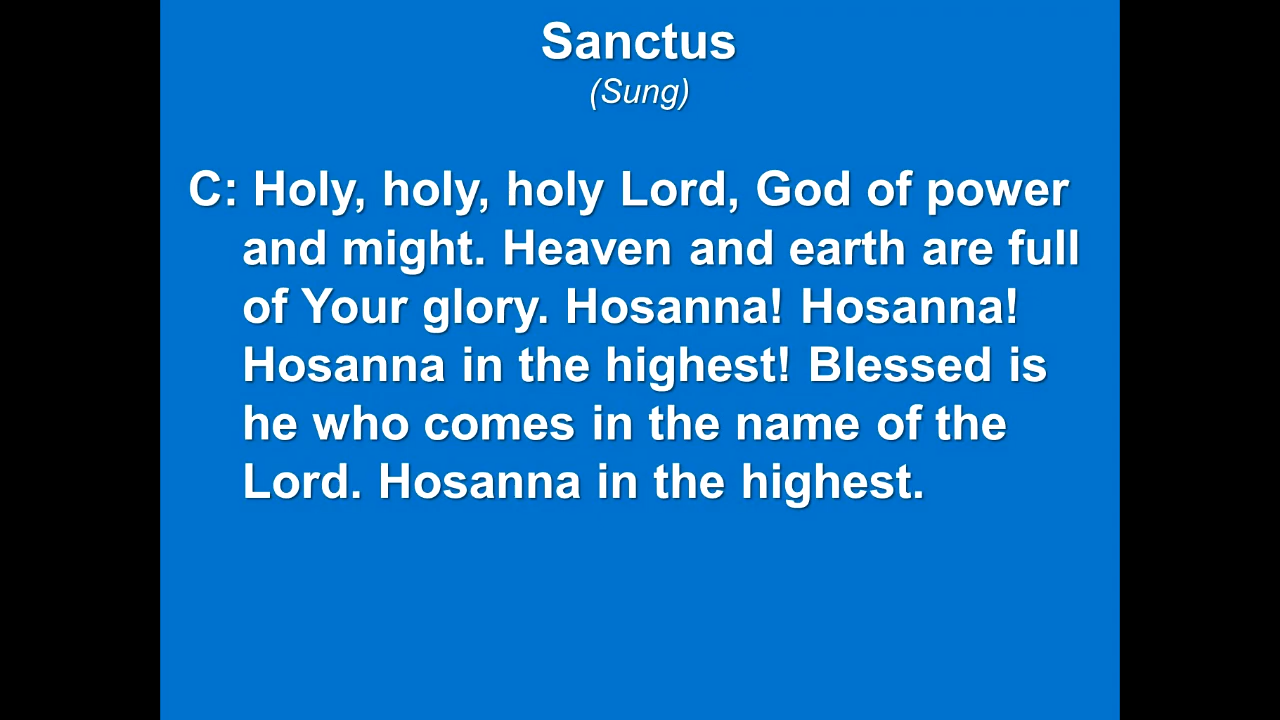 Sanctus
(Sung)
C: Holy, holy, holy Lord, God of power
and might. Heaven and earth are full
of Your glory. Hosanna! Hosanna!
Hosanna in the highest! Blessed is
he who comes in the name of the
Lord. Hosanna in the highest.